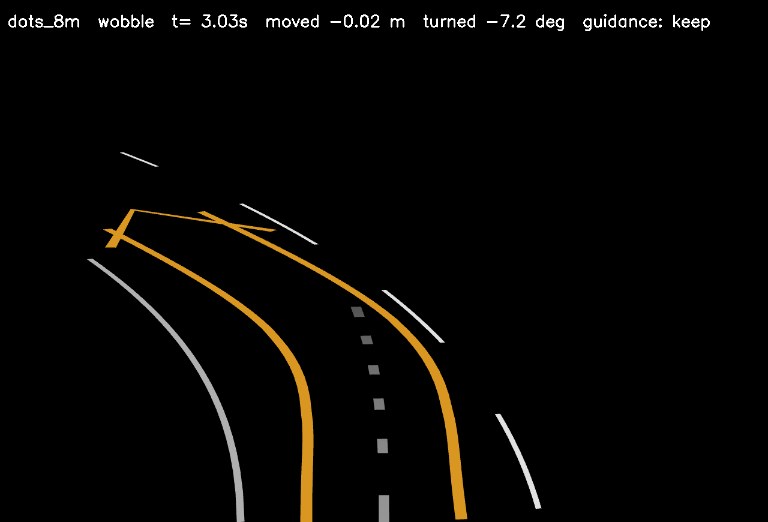 dots_8m wobble t= 3.03s moved −0.02 m turned −7.2 deg guidance: keep